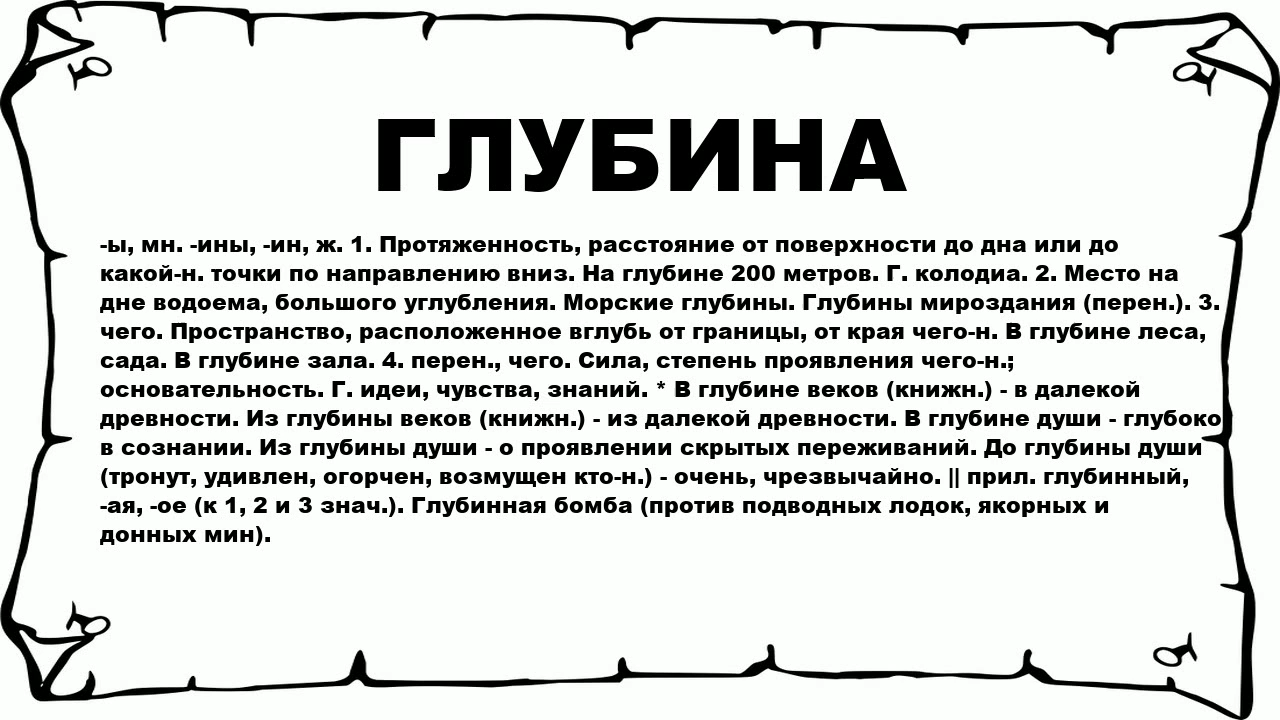 ГЛУБИНА
-ы, мн. -ины, -ин, ж. 1. Протяженность, расстояние от поверхности до дна или до
какой-н. точки по направлению вниз. На глубине 200 метров. Г. колодиа. 2. Место на
дне водоема, большого углубления. Морские глубины. Глубины мироздания (перен.). 3.
чего. Пространство, расположенное вглубь от границы, от края чего-н. В глубине леса,
сада. В глубине зала. 4. перен., чего. Сила, степень проявления чего-н.;
основательность. Г. идеи, чувства, знаний. * В глубине веков (книжн.) - в далекой
древности. Из глубины веков (книжн.) - из далекой древности. В глубине души - глубоко
в сознании. Из глубины души - о проявлении скрытых переживаний. До глубины души
(тронут, удивлен, огорчен, возмущен кто-н.) - очень, чрезвычайно. || прил. глубинный,
-ая, -ое (к 1, 2 и 3 знач.). Глубинная бомба (против подводных лодок, якорных и
донных мин).